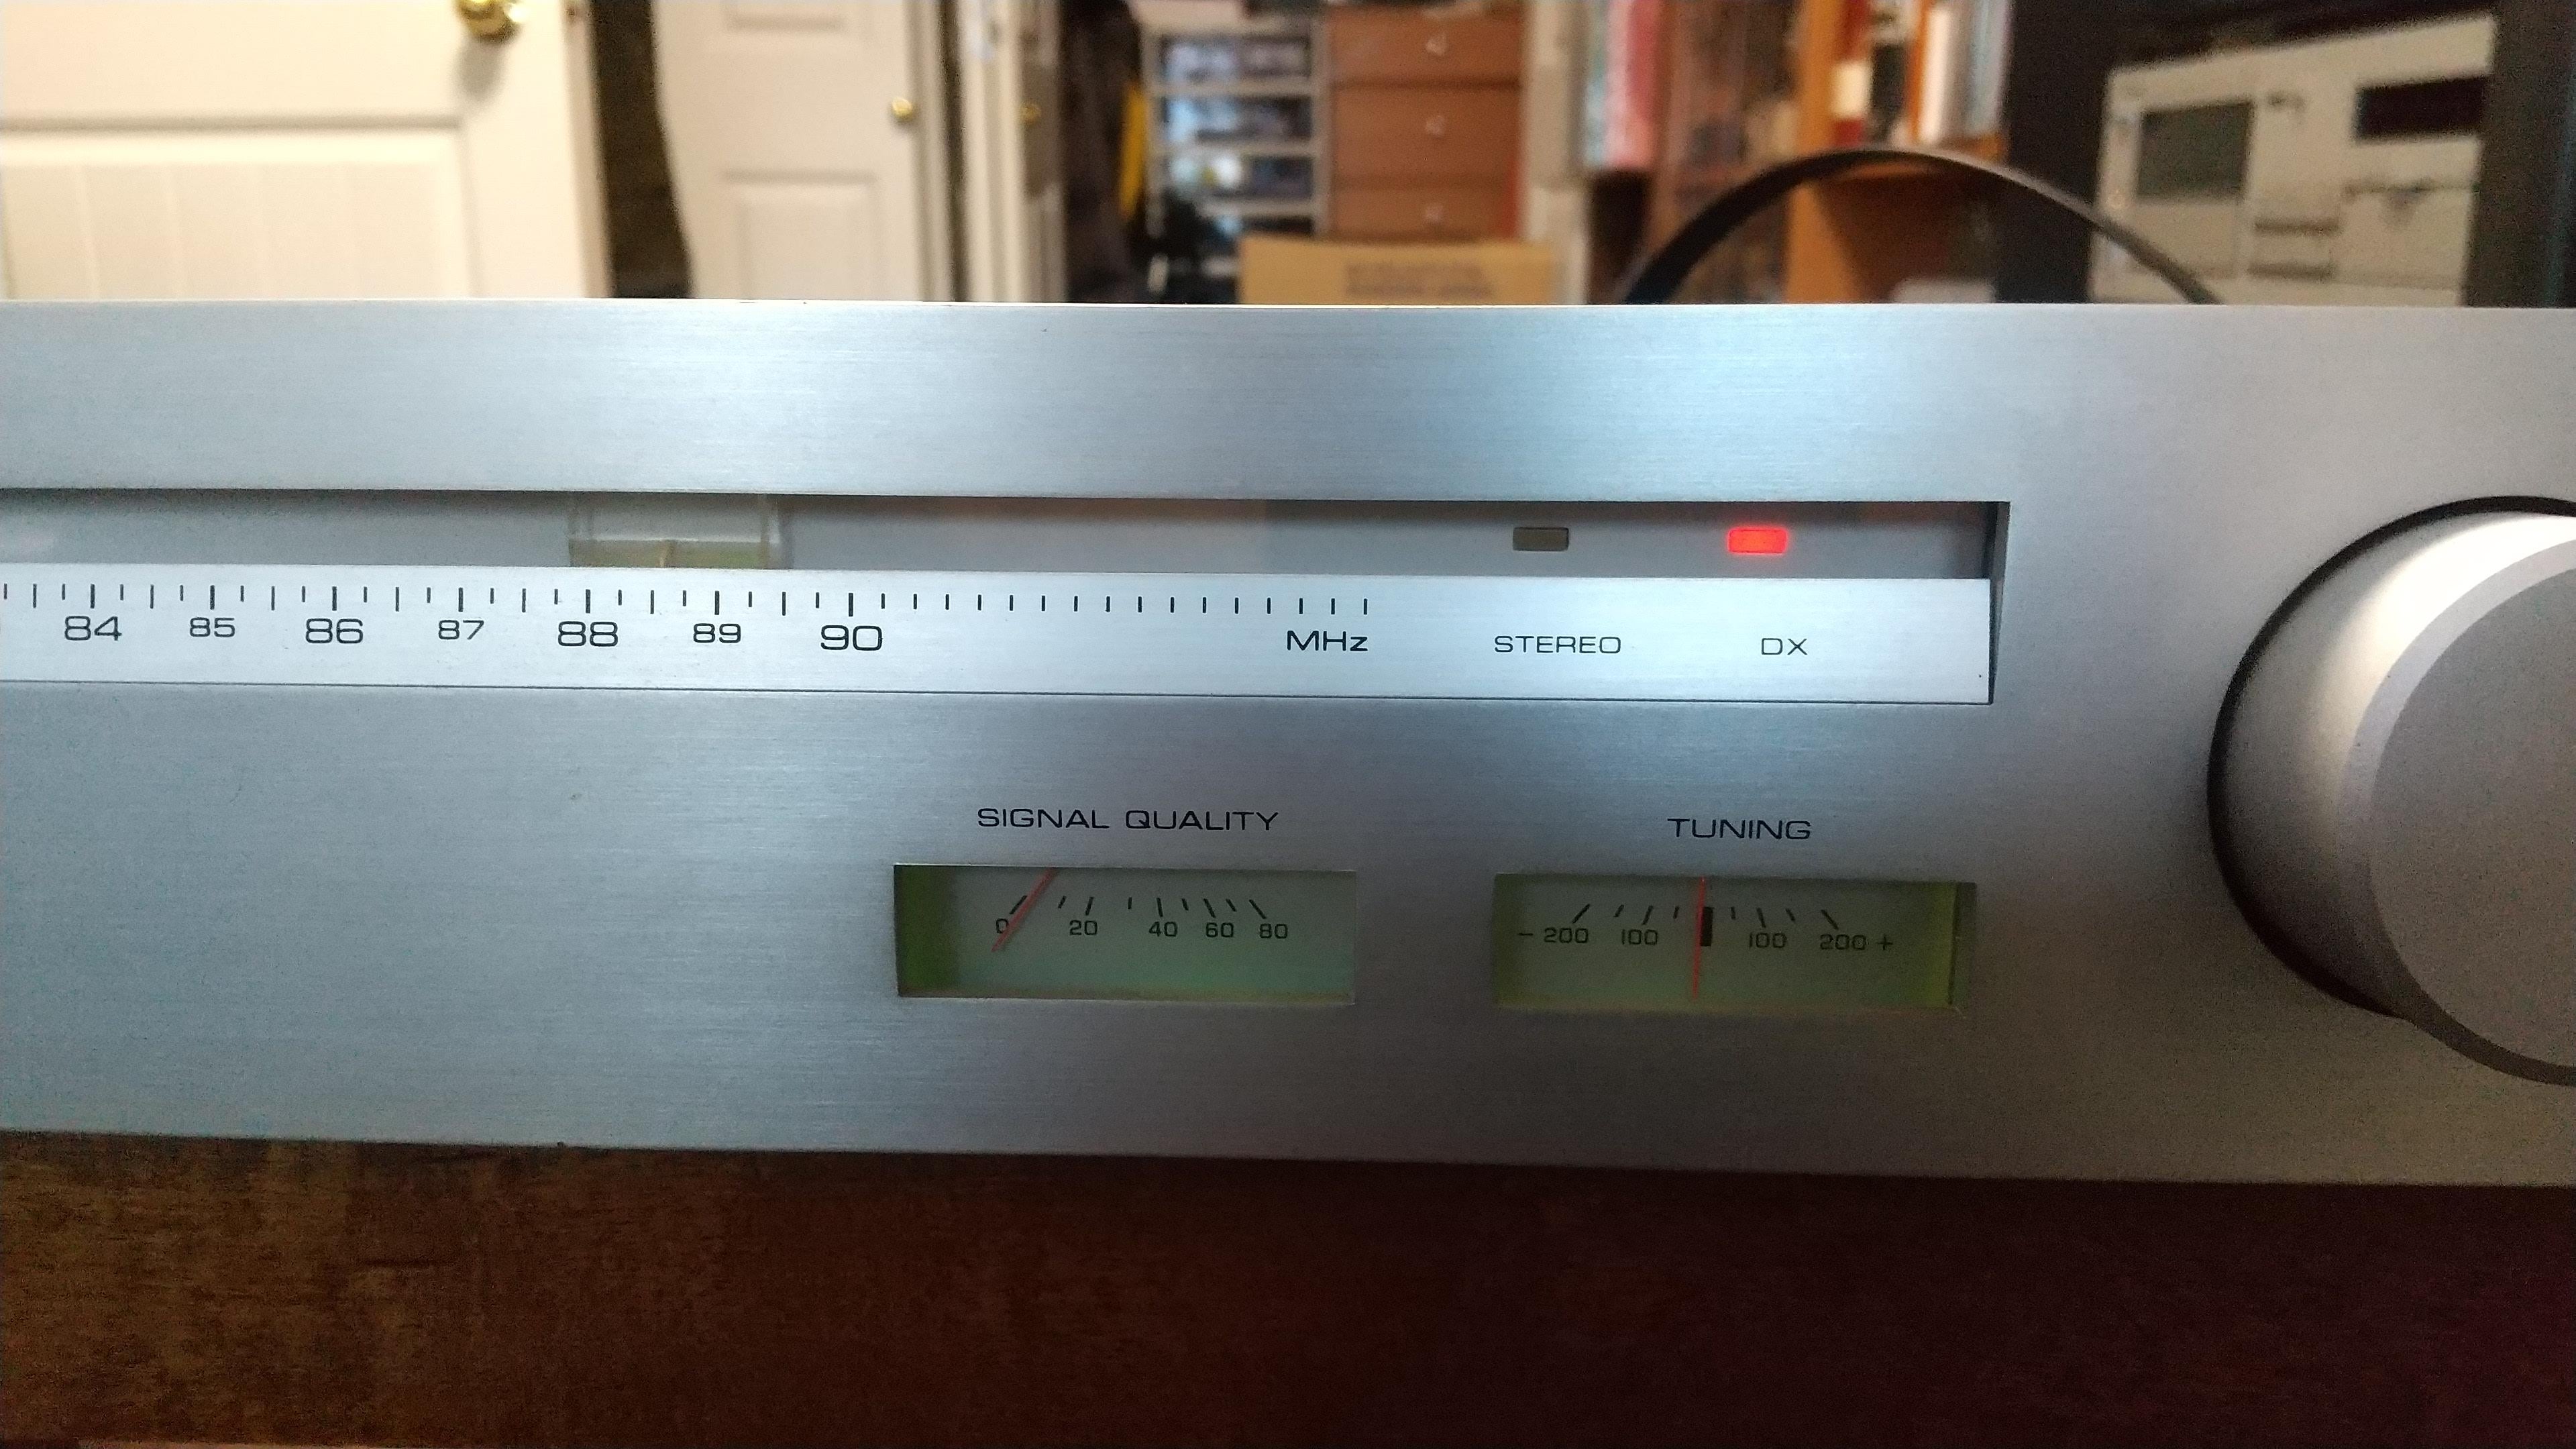 84 85 86 87 88 89 90 MHz STEREO DX
SIGNAL QUALITY TUNING
0 20 40 60 80
- 200 100 100 200 +